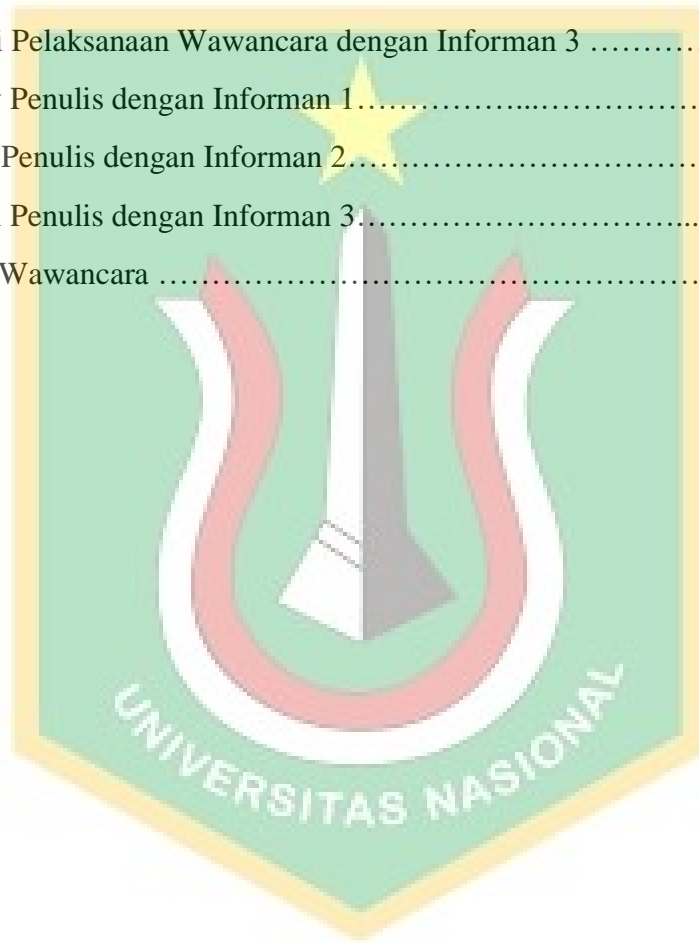 i Pelaksanaan Wawancara dengan Informan 3 …………
Penulis dengan Informan 1……………...………………
Penulis dengan Informan 2………………………………
Penulis dengan Informan 3…………………………....
Wawancara ………………………………………………
UNIVERSITAS NASIONAL